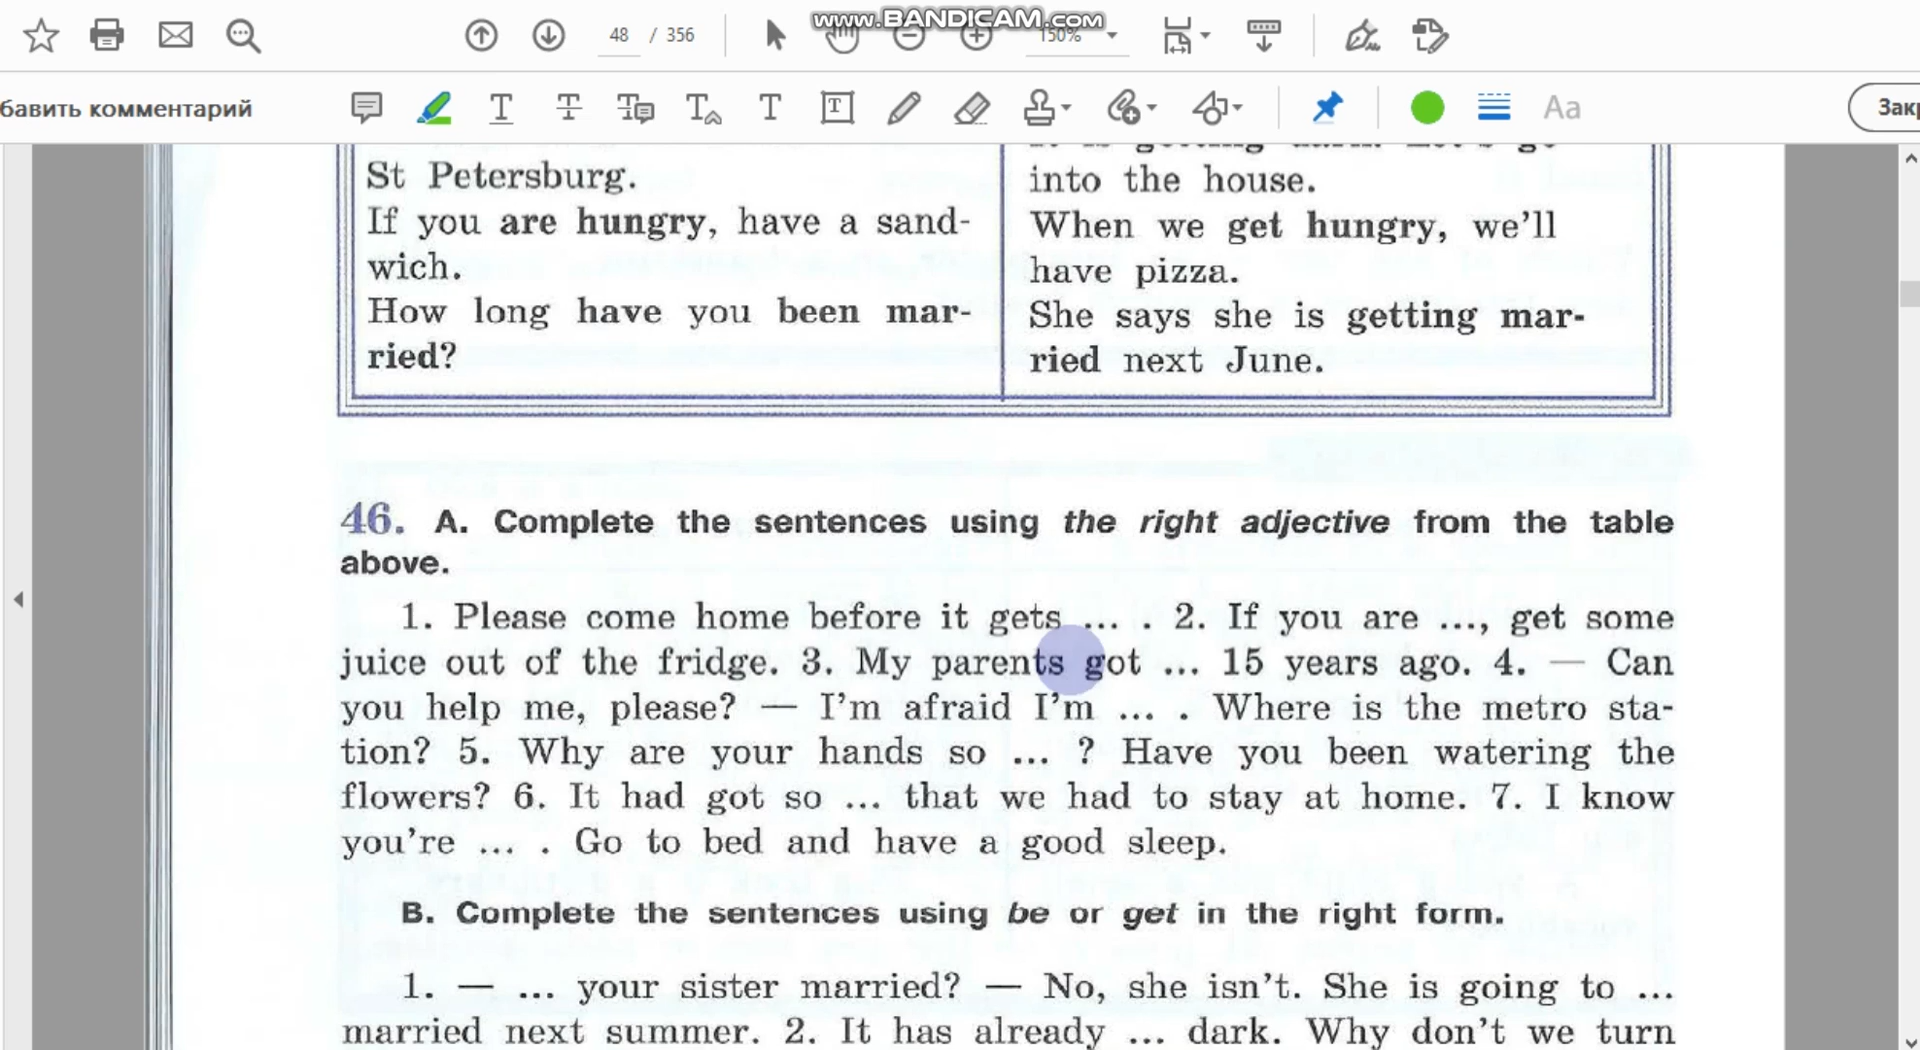 www.BANDICAM.com
48 / 356
150%
бавить комментарий
Aa
Зак
St Petersburg.
If you are hungry, have a sand-
wich.
How long have you been mar-
ried?
into the house.
When we get hungry, we'll
have pizza.
She says she is getting mar-
ried next June.
46. A. Complete the sentences using the right adjective from the table
above.
1. Please come home before it gets ... . 2. If you are ..., get some
juice out of the fridge. 3. My parents got ... 15 years ago. 4. — Can
you help me, please? — I'm afraid I'm ... . Where is the metro sta-
tion? 5. Why are your hands so ... ? Have you been watering the
flowers? 6. It had got so ... that we had to stay at home. 7. I know
you're ... . Go to bed and have a good sleep.
B. Complete the sentences using be or get in the right form.
1. — ... your sister married? — No, she isn't. She is going to ...
married next summer. 2. It has already ... dark. Why don't we turn